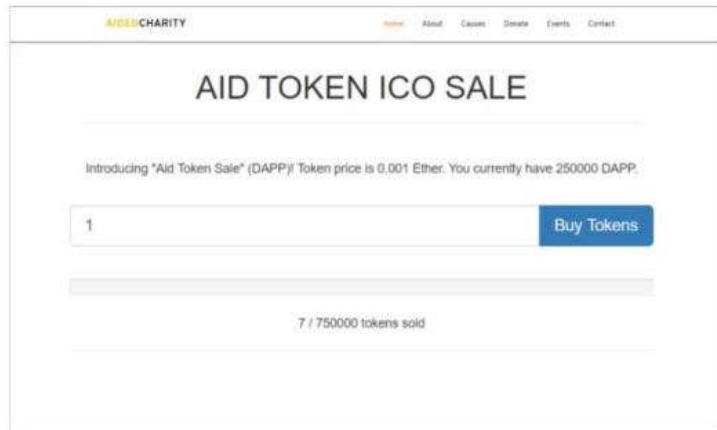 AIDEDCHARITY
Home About Causes Donate Events Contact
AID TOKEN ICO SALE
Introducing "Aid Token Sale" (DAPP)! Token price is 0.001 Ether. You currently have 250000 DAPP.
1
Buy Tokens
7 / 750000 tokens sold